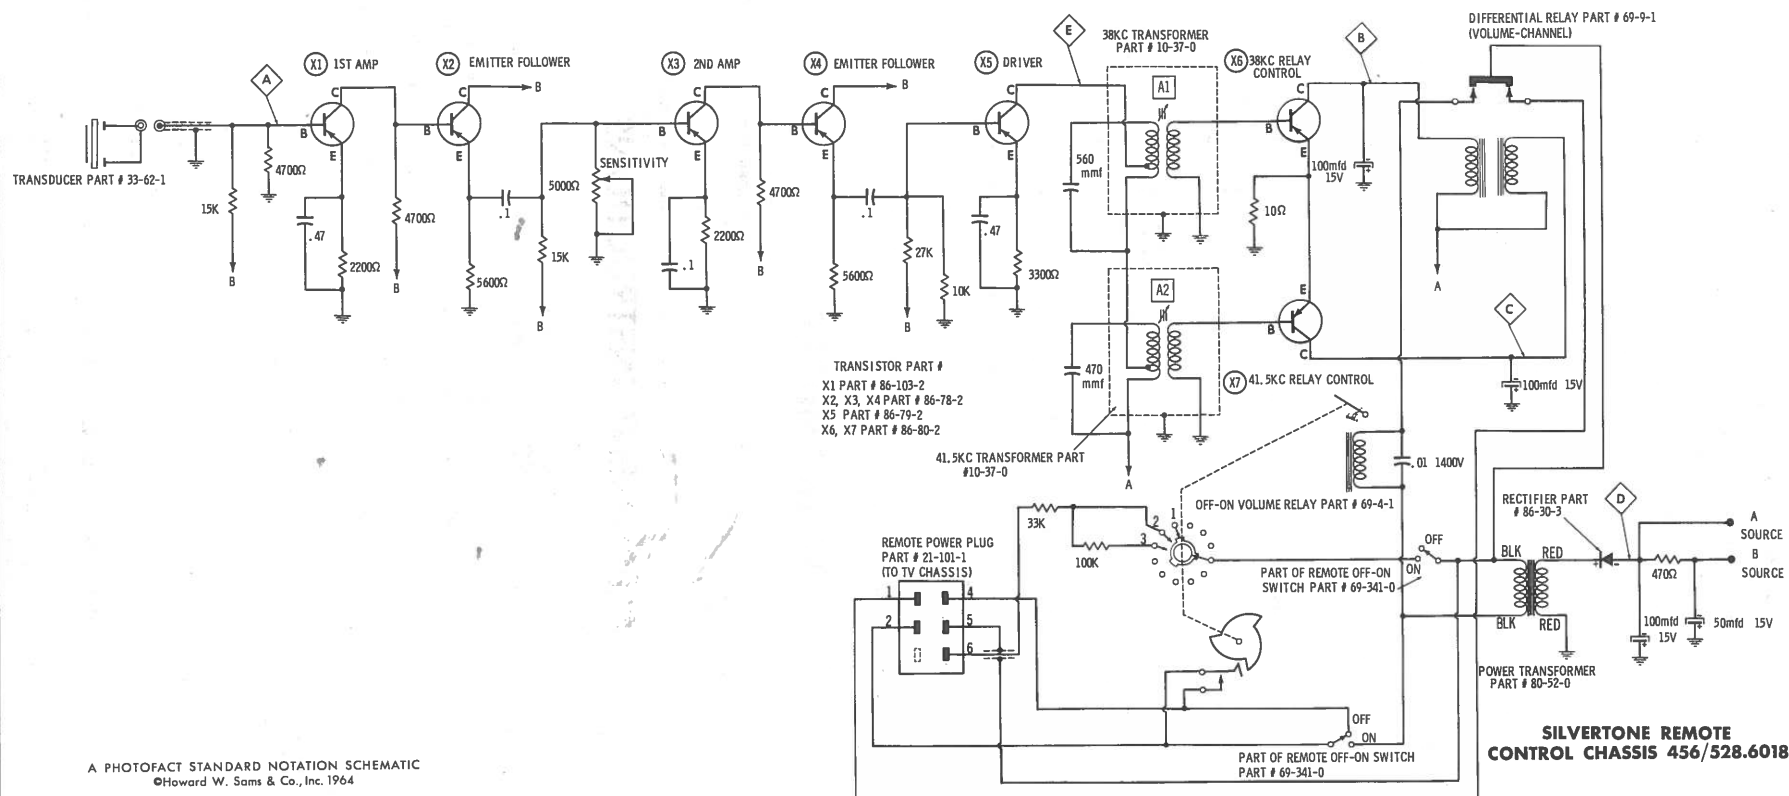 DIFFERENTIAL RELAY PART # 69-9-1
(VOLUME-CHANNEL)
X1 1ST AMP
A
X2 EMITTER FOLLOWER
X3 2ND AMP
X4 EMITTER FOLLOWER
X5 DRIVER
E
38KC TRANSFORMER
PART # 10-37-0
A1
X6 38KC RELAY
CONTROL
B
C
B
E
C
B
E
B
C
B
E
C
B
E
B
C
B
E
C
B
E
TRANSDUCER PART # 33-62-1
4700Ω
15K
B
.47
2200Ω
4700Ω
B
5600Ω
.1
15K
B
SENSITIVITY
5000Ω
.1
2200Ω
4700Ω
B
5600Ω
.1
27K
B
10K
.47
3300Ω
560
mmf
10Ω
100mfd
15V
A
C
100mfd 15V
A2
470
mmf
E
B
C
X7 41.5KC RELAY CONTROL
41.5KC TRANSFORMER PART
#10-37-0
A
TRANSISTOR PART #
X1 PART # 86-103-2
X2, X3, X4 PART # 86-78-2
X5 PART # 86-79-2
X6, X7 PART # 86-80-2
.01 1400V
OFF-ON VOLUME RELAY PART # 69-4-1
RECTIFIER PART
# 86-30-3
D
A
SOURCE
B
SOURCE
33K
100K
1
2
3
REMOTE POWER PLUG
PART # 21-101-1
(TO TV CHASSIS)
1
2
4
5
6
OFF
ON
PART OF REMOTE OFF-ON
SWITCH PART # 69-341-0
BLK
RED
BLK
RED
+ -
470Ω
100mfd
15V
50mfd 15V
POWER TRANSFORMER
PART # 80-52-0
OFF
ON
PART OF REMOTE OFF-ON SWITCH
PART # 69-341-0
SILVERTONE REMOTE
CONTROL CHASSIS 456/528.6018
A PHOTOFACT STANDARD NOTATION SCHEMATIC
©Howard W. Sams & Co., Inc. 1964